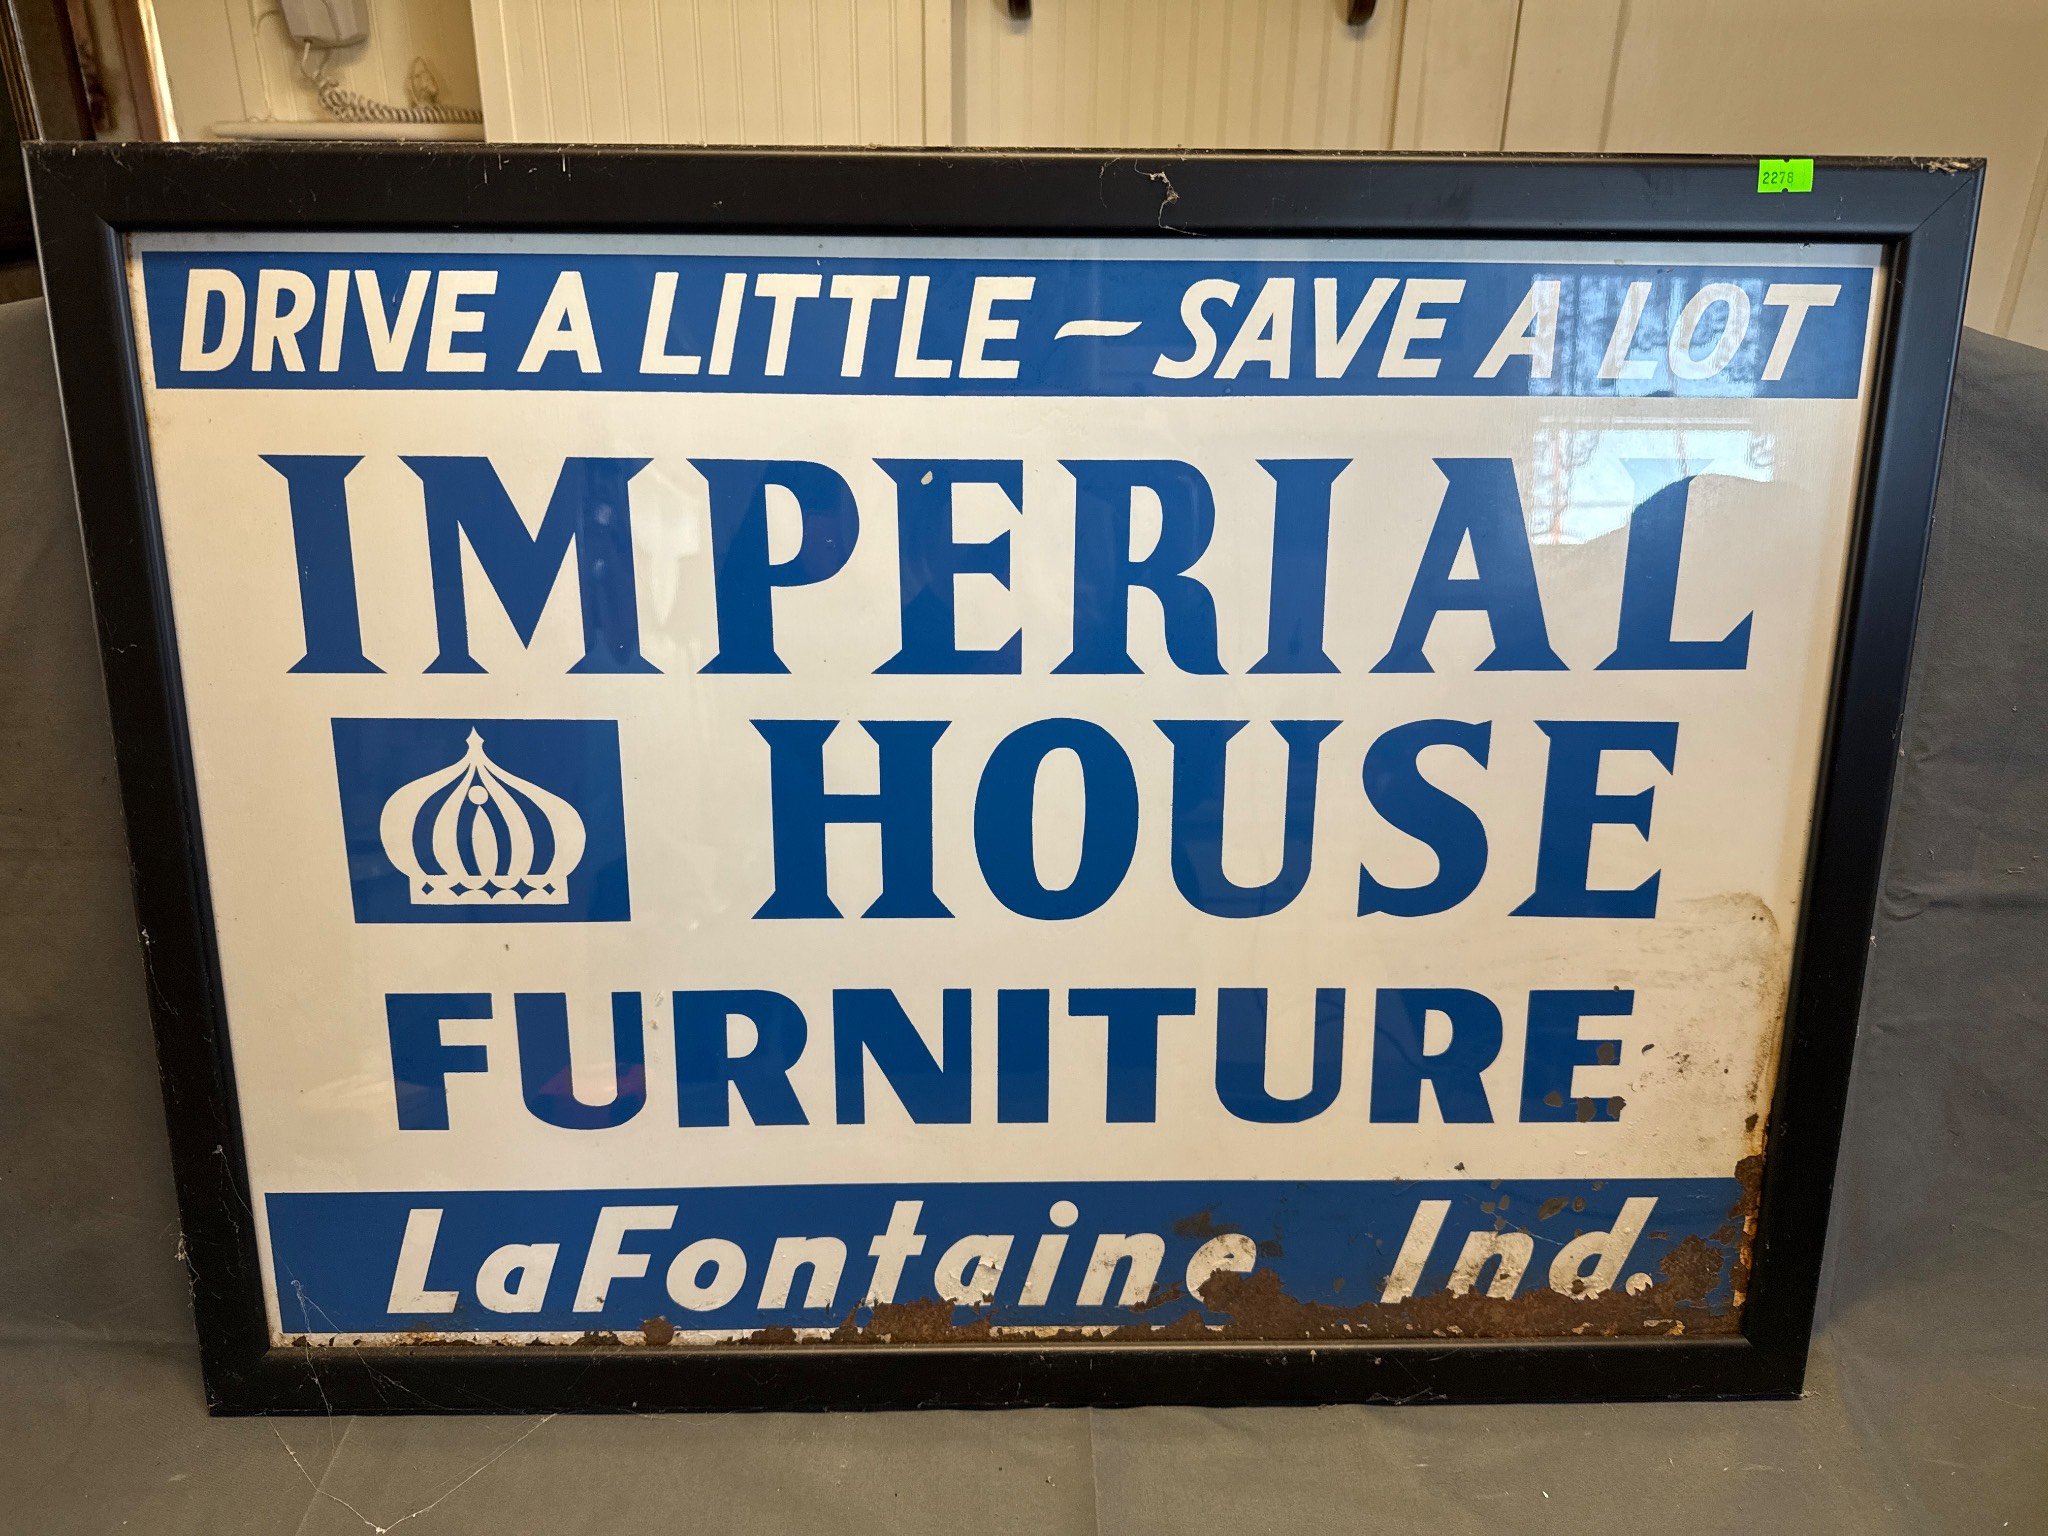 2278
DRIVE A LITTLE ~ SAVE A LOT
IMPERIAL
HOUSE
FURNITURE
LaFontaine Ind.